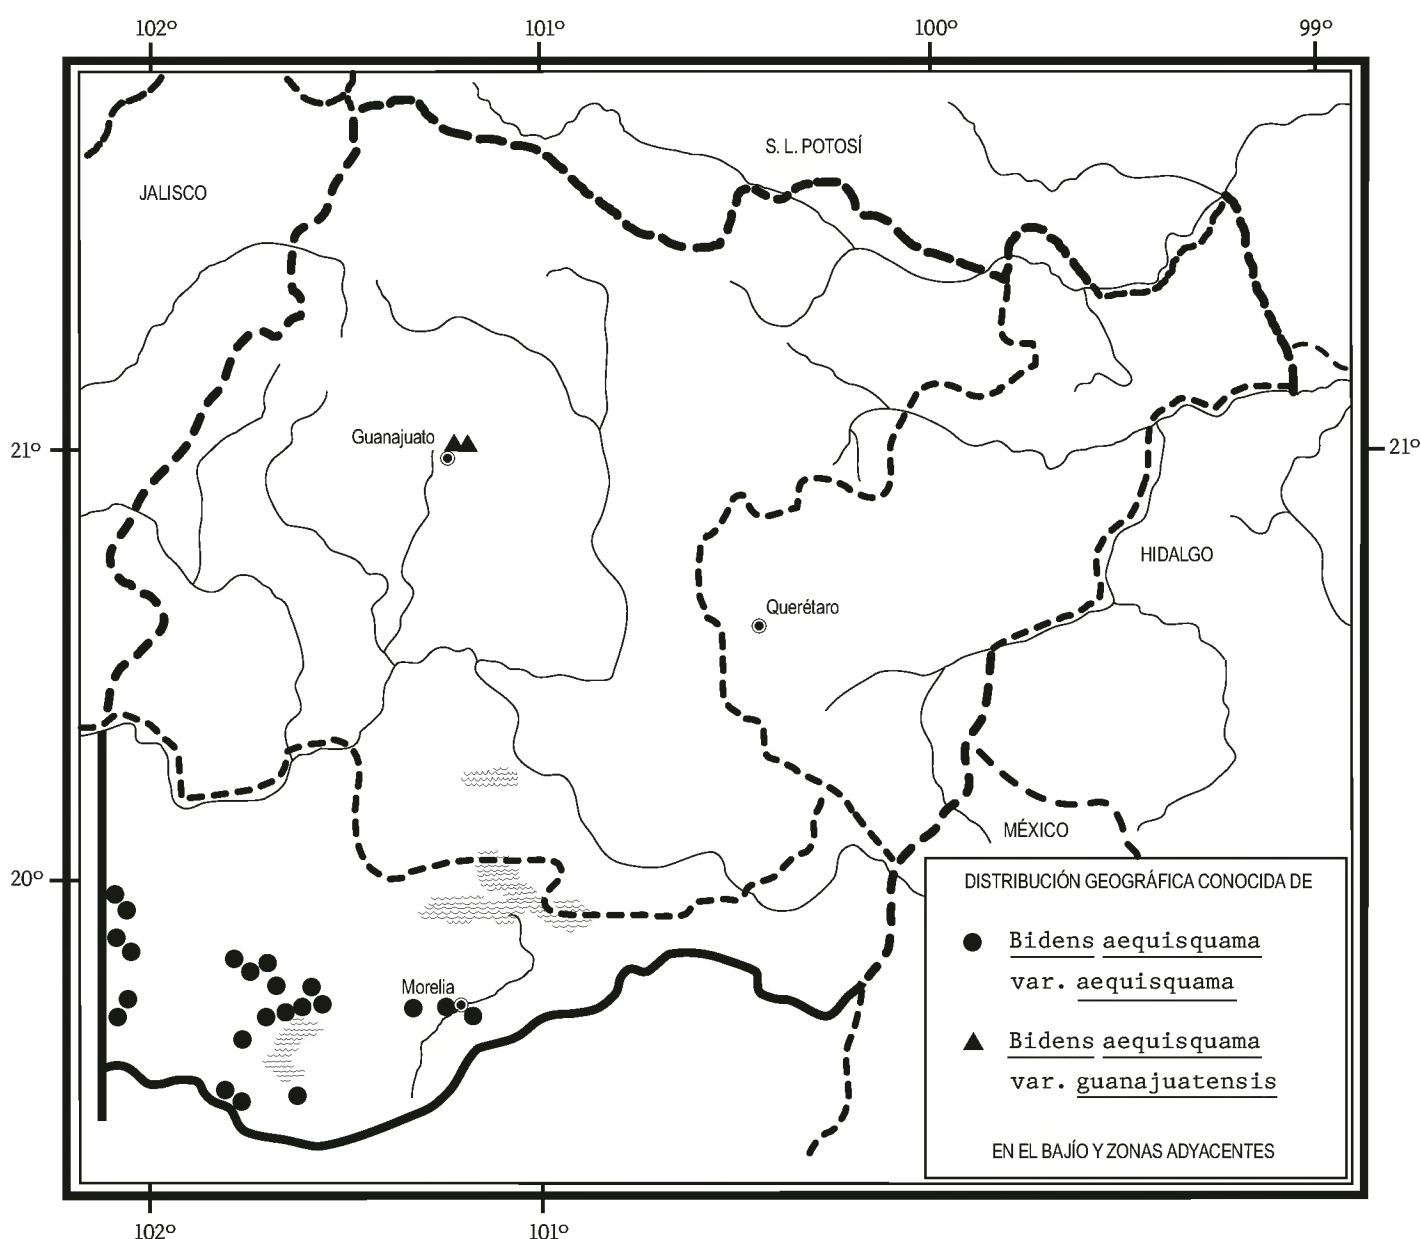 102º
101º
100º
99º
S. L. POTOSÍ
JALISCO
Guanajuato
21º
21º
HIDALGO
Querétaro
MÉXICO
20º
DISTRIBUCIÓN GEOGRÁFICA CONOCIDA DE
Bidens aequisquama
var. aequisquama
Morelia
Bidens aequisquama
var. guanajuatensis
EN EL BAJÍO Y ZONAS ADYACENTES
102º
101º